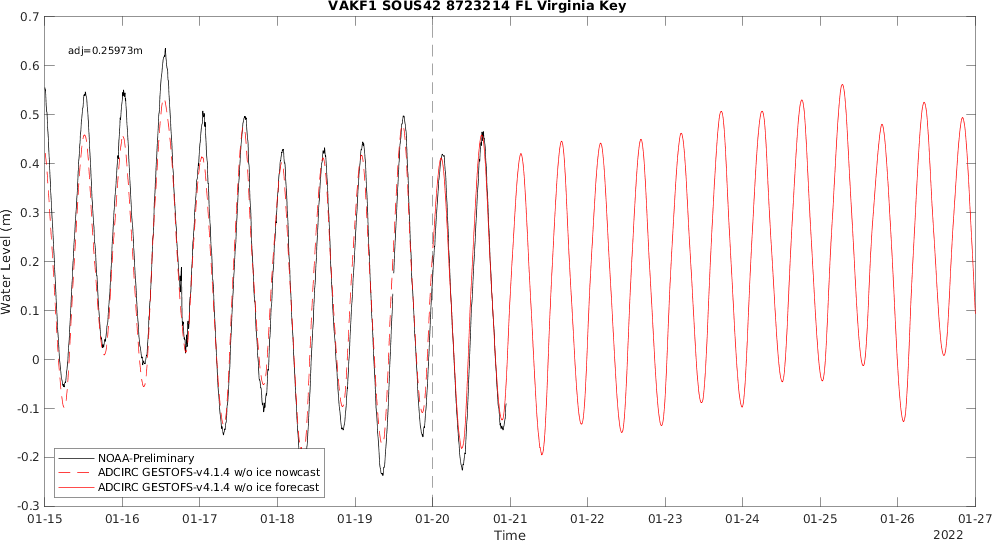 VAKF1 SOUS42 8723214 FL Virginia Key
adj=0.25973m
0.7
0.6
0.5
0.4
0.3
0.2
0.1
0
-0.1
-0.2
-0.3
Water Level (m)
NOAA-Preliminary
ADCIRC GESTOFS-v4.1.4 w/o ice nowcast
ADCIRC GESTOFS-v4.1.4 w/o ice forecast
01-15 01-16 01-17 01-18 01-19 01-20 01-21 01-22 01-23 01-24 01-25 01-26 01-27
Time
2022